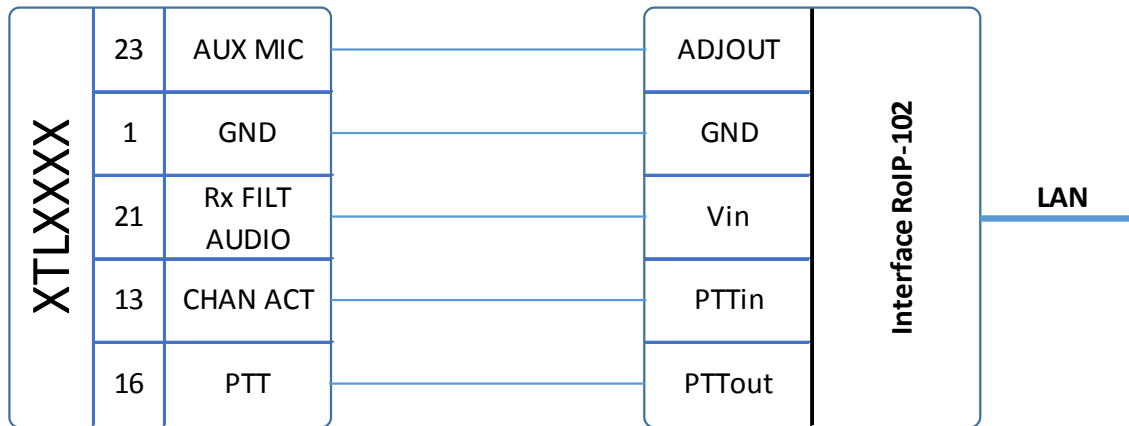 XTLXXXX
23 AUX MIC ADJOUT
1 GND GND
21 Rx FILT
AUDIO Vin
13 CHAN ACT PTTin
16 PTT PTTout
Interface RoIP-102
LAN